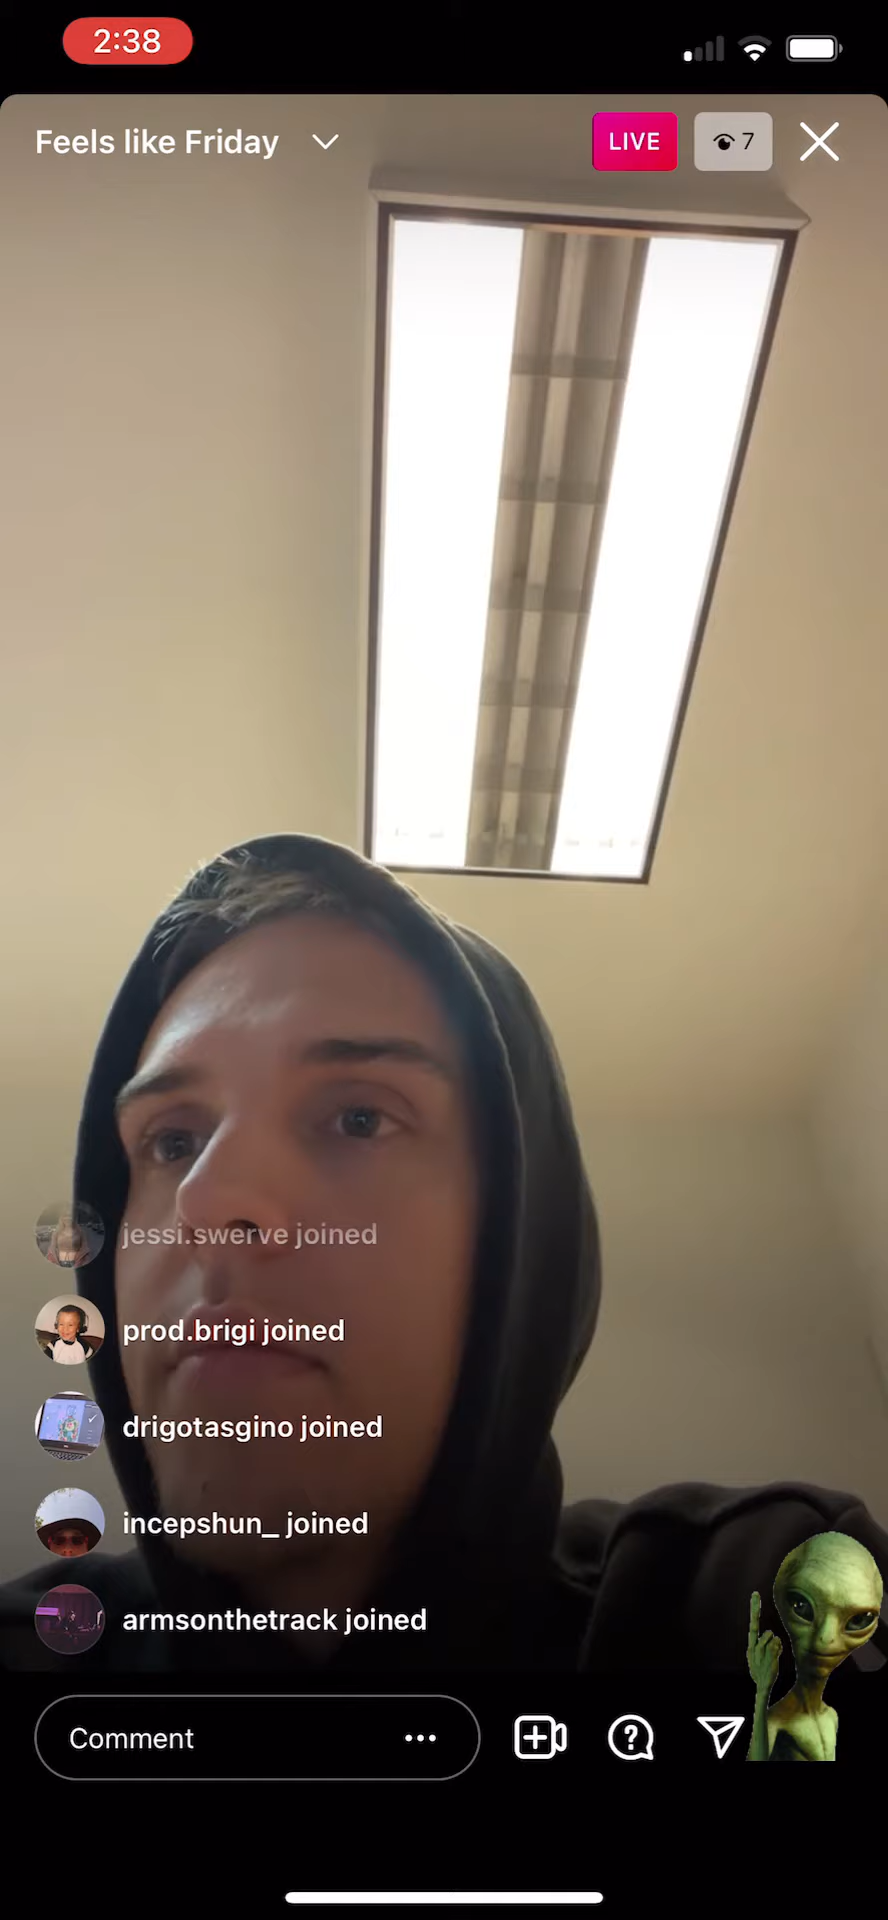 2:38
Feels like Friday
LIVE
7
jessi.swerve joined
prod.brigi joined
drigotasgino joined
incepshun_ joined
armsonthetrack joined
Comment